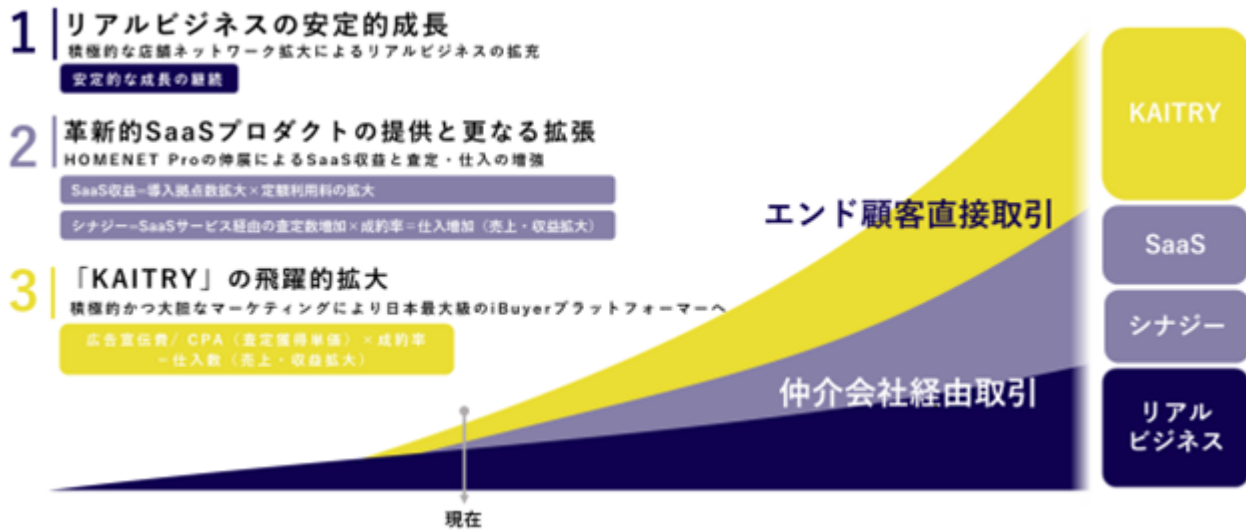 1
リアルビジネスの安定的成長
積極的な店舗ネットワーク拡大によるリアルビジネスの拡充
安定的な成長の継続
2
革新的SaaSプロダクトの提供と更なる拡張
HOMENET Proの伸展によるSaaS収益と査定・仕入の増強
SaaS収益=導入拠点数拡大×定額利用料の拡大
シナジー=SaaSサービス経由の査定数増加×成約率=仕入増加（売上・収益拡大）
3
「KAITRY」の飛躍的拡大
積極的かつ大胆なマーケティングにより日本最大級のiBuyerプラットフォーマーへ
広告宣伝費/ CPA（査定獲得単価）×成約率
=仕入数（売上・収益拡大）
エンド顧客直接取引
仲介会社経由取引
現在
KAITRY
SaaS
シナジー
リアル
ビジネス